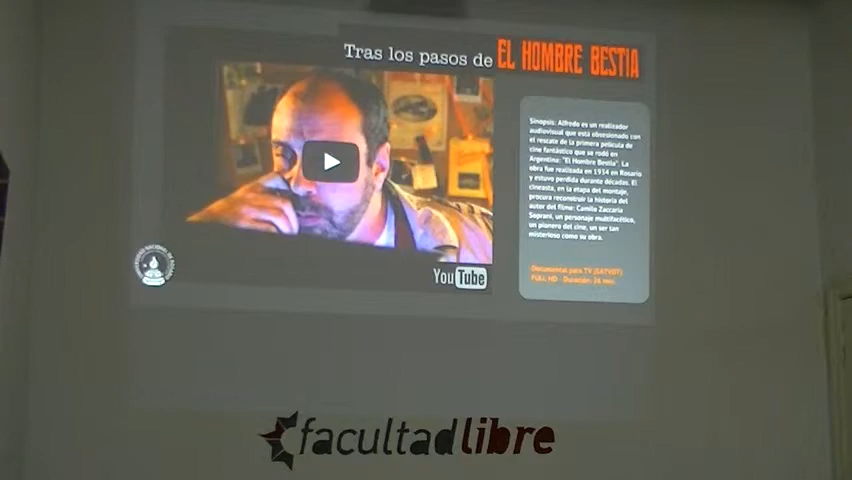 Tras los pasos de EL HOMBRE BESTIA
Sinopsis: Alfredo es un realizador
audiovisual que está obsesionado con
el rescate de la primera película de
cine fantástico que se rodó en
Argentina: "El Hombre Bestia". La
obra fue realizada en 1934 en Rosario
y estuvo perdida durante décadas. El
cineasta, en la etapa del montaje,
procura reconstruir la historia del
autor del filme: Camilo Zaccaría
Soprani, un personaje multifacético,
un pionero del cine, un ser tan
misterioso como su obra.
Documental para TV (SATVDT)
FULL HD Duración: 26 min.
YouTube
facultadlibre